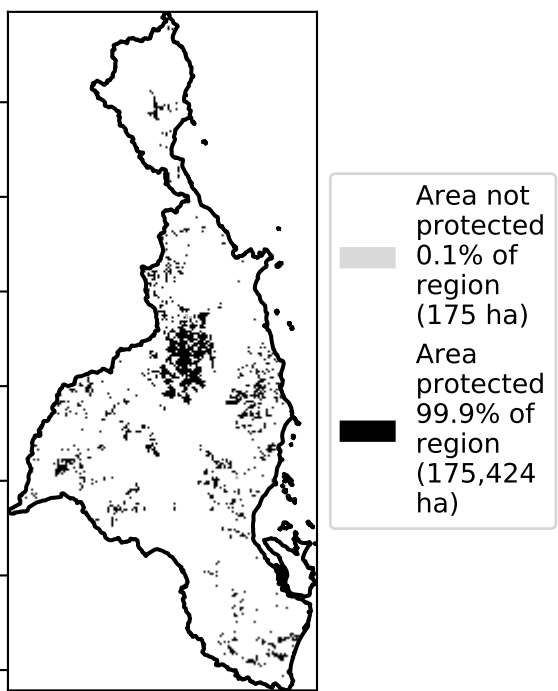 Area not
protected
0.1% of
region
(175 ha)
Area
protected
99.9% of
region
(175,424
ha)